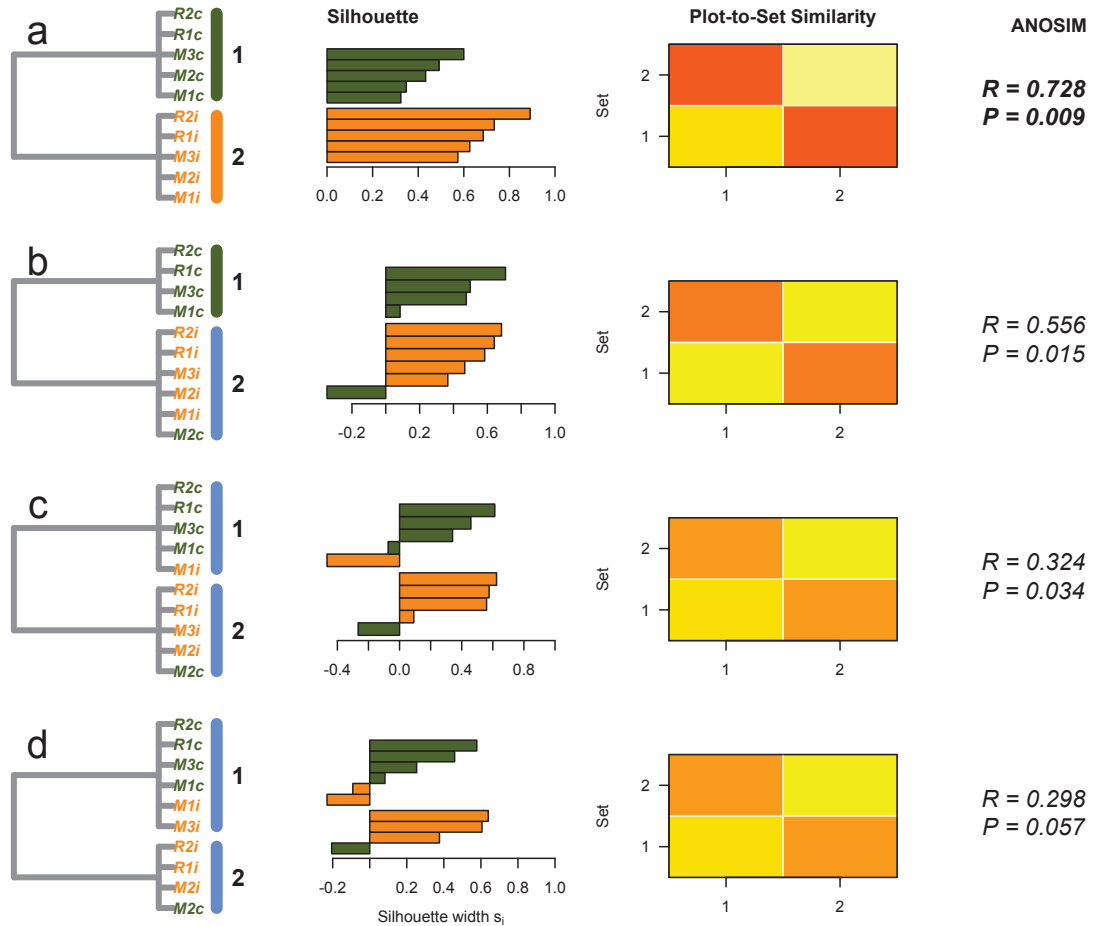 Silhouette
Plot-to-Set Similarity
ANOSIM
a
R2c
R1c
M3c
M2c
M1c
1
R2i
R1i
M3i
M2i
M1i
2
0.0 0.2 0.4 0.6 0.8 1.0
Set
2
1
1 2
R = 0.728
P = 0.009
b
R2c
R1c
M3c
M1c
1
R2i
R1i
M3i
M2i
M1i
M2c
2
-0.2 0.2 0.6 1.0
Set
2
1
1 2
R = 0.556
P = 0.015
c
R2c
R1c
M3c
M1c
M1i
1
R2i
R1i
M3i
M2i
M2c
2
-0.4 0.0 0.4 0.8
Set
2
1
1 2
R = 0.324
P = 0.034
d
R2c
R1c
M3c
M1c
M1i
M3i
1
R2i
R1i
M2i
M2c
2
-0.2 0.2 0.6 1.0
Silhouette width si
Set
2
1
1 2
R = 0.298
P = 0.057